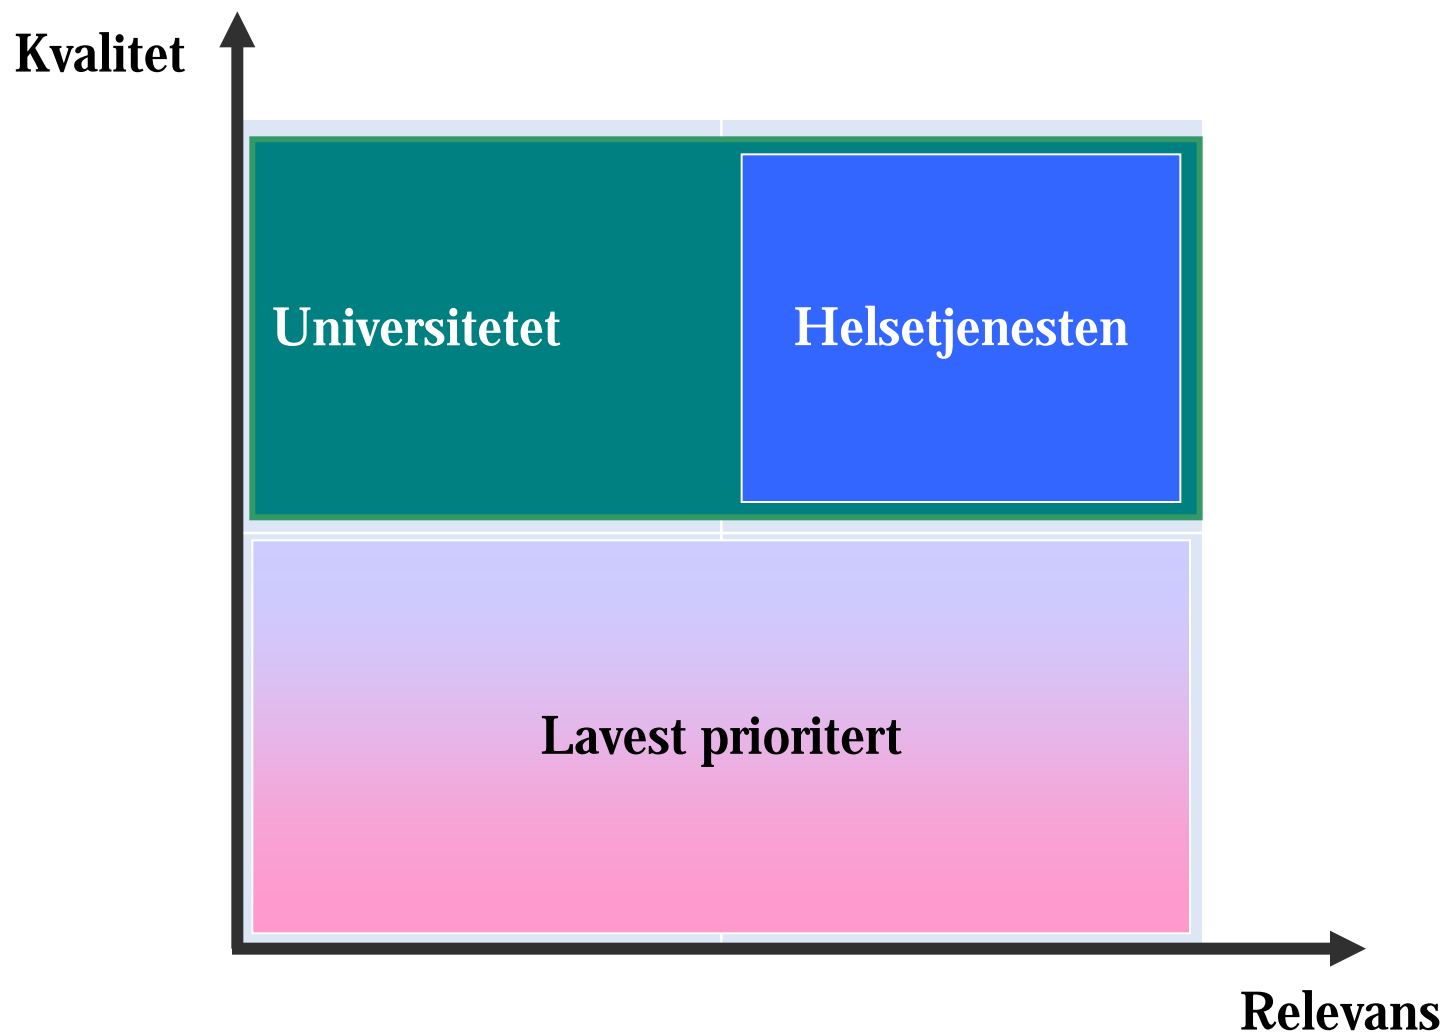 Kvalitet
Universitetet
Helsetjenesten
Lavest prioritert
Relevans